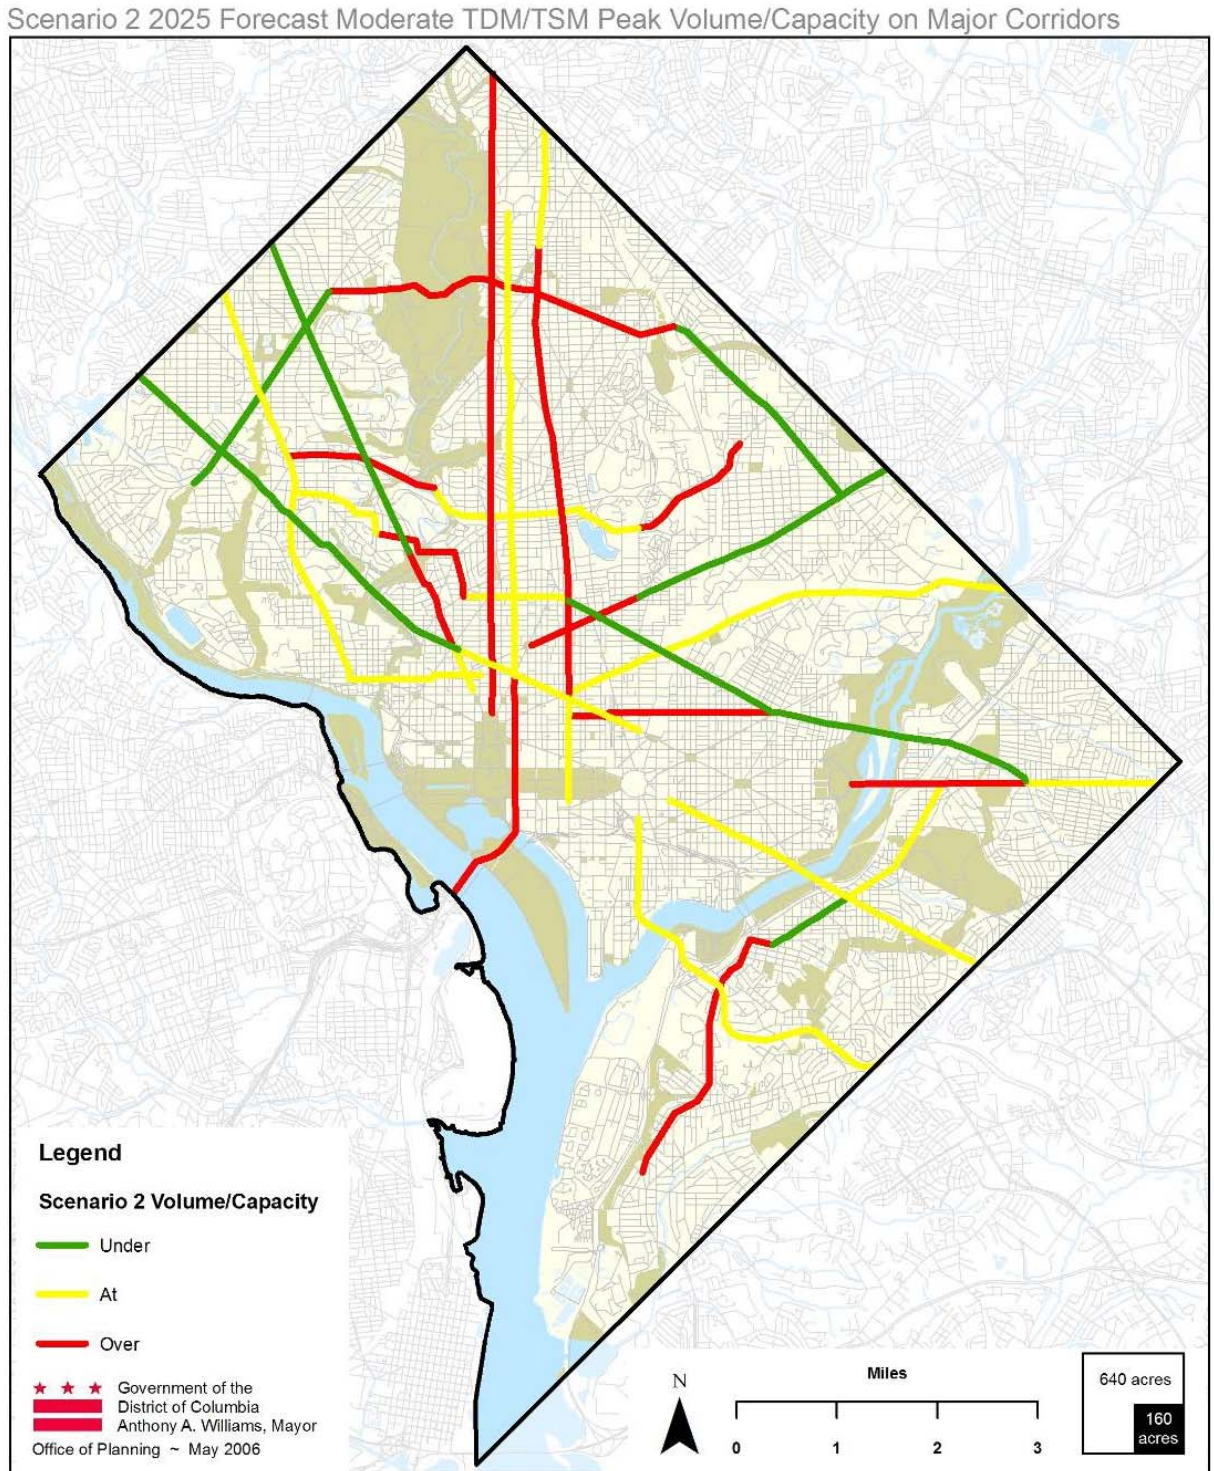 Scenario 2 2025 Forecast Moderate TDM/TSM Peak Volume/Capacity on Major Corridors
Legend
Scenario 2 Volume/Capacity
Under
At
Over
Government of the
District of Columbia
Anthony A. Williams, Mayor
Office of Planning ~ May 2006
N
Miles
0 1 2 3
640 acres
160
acres